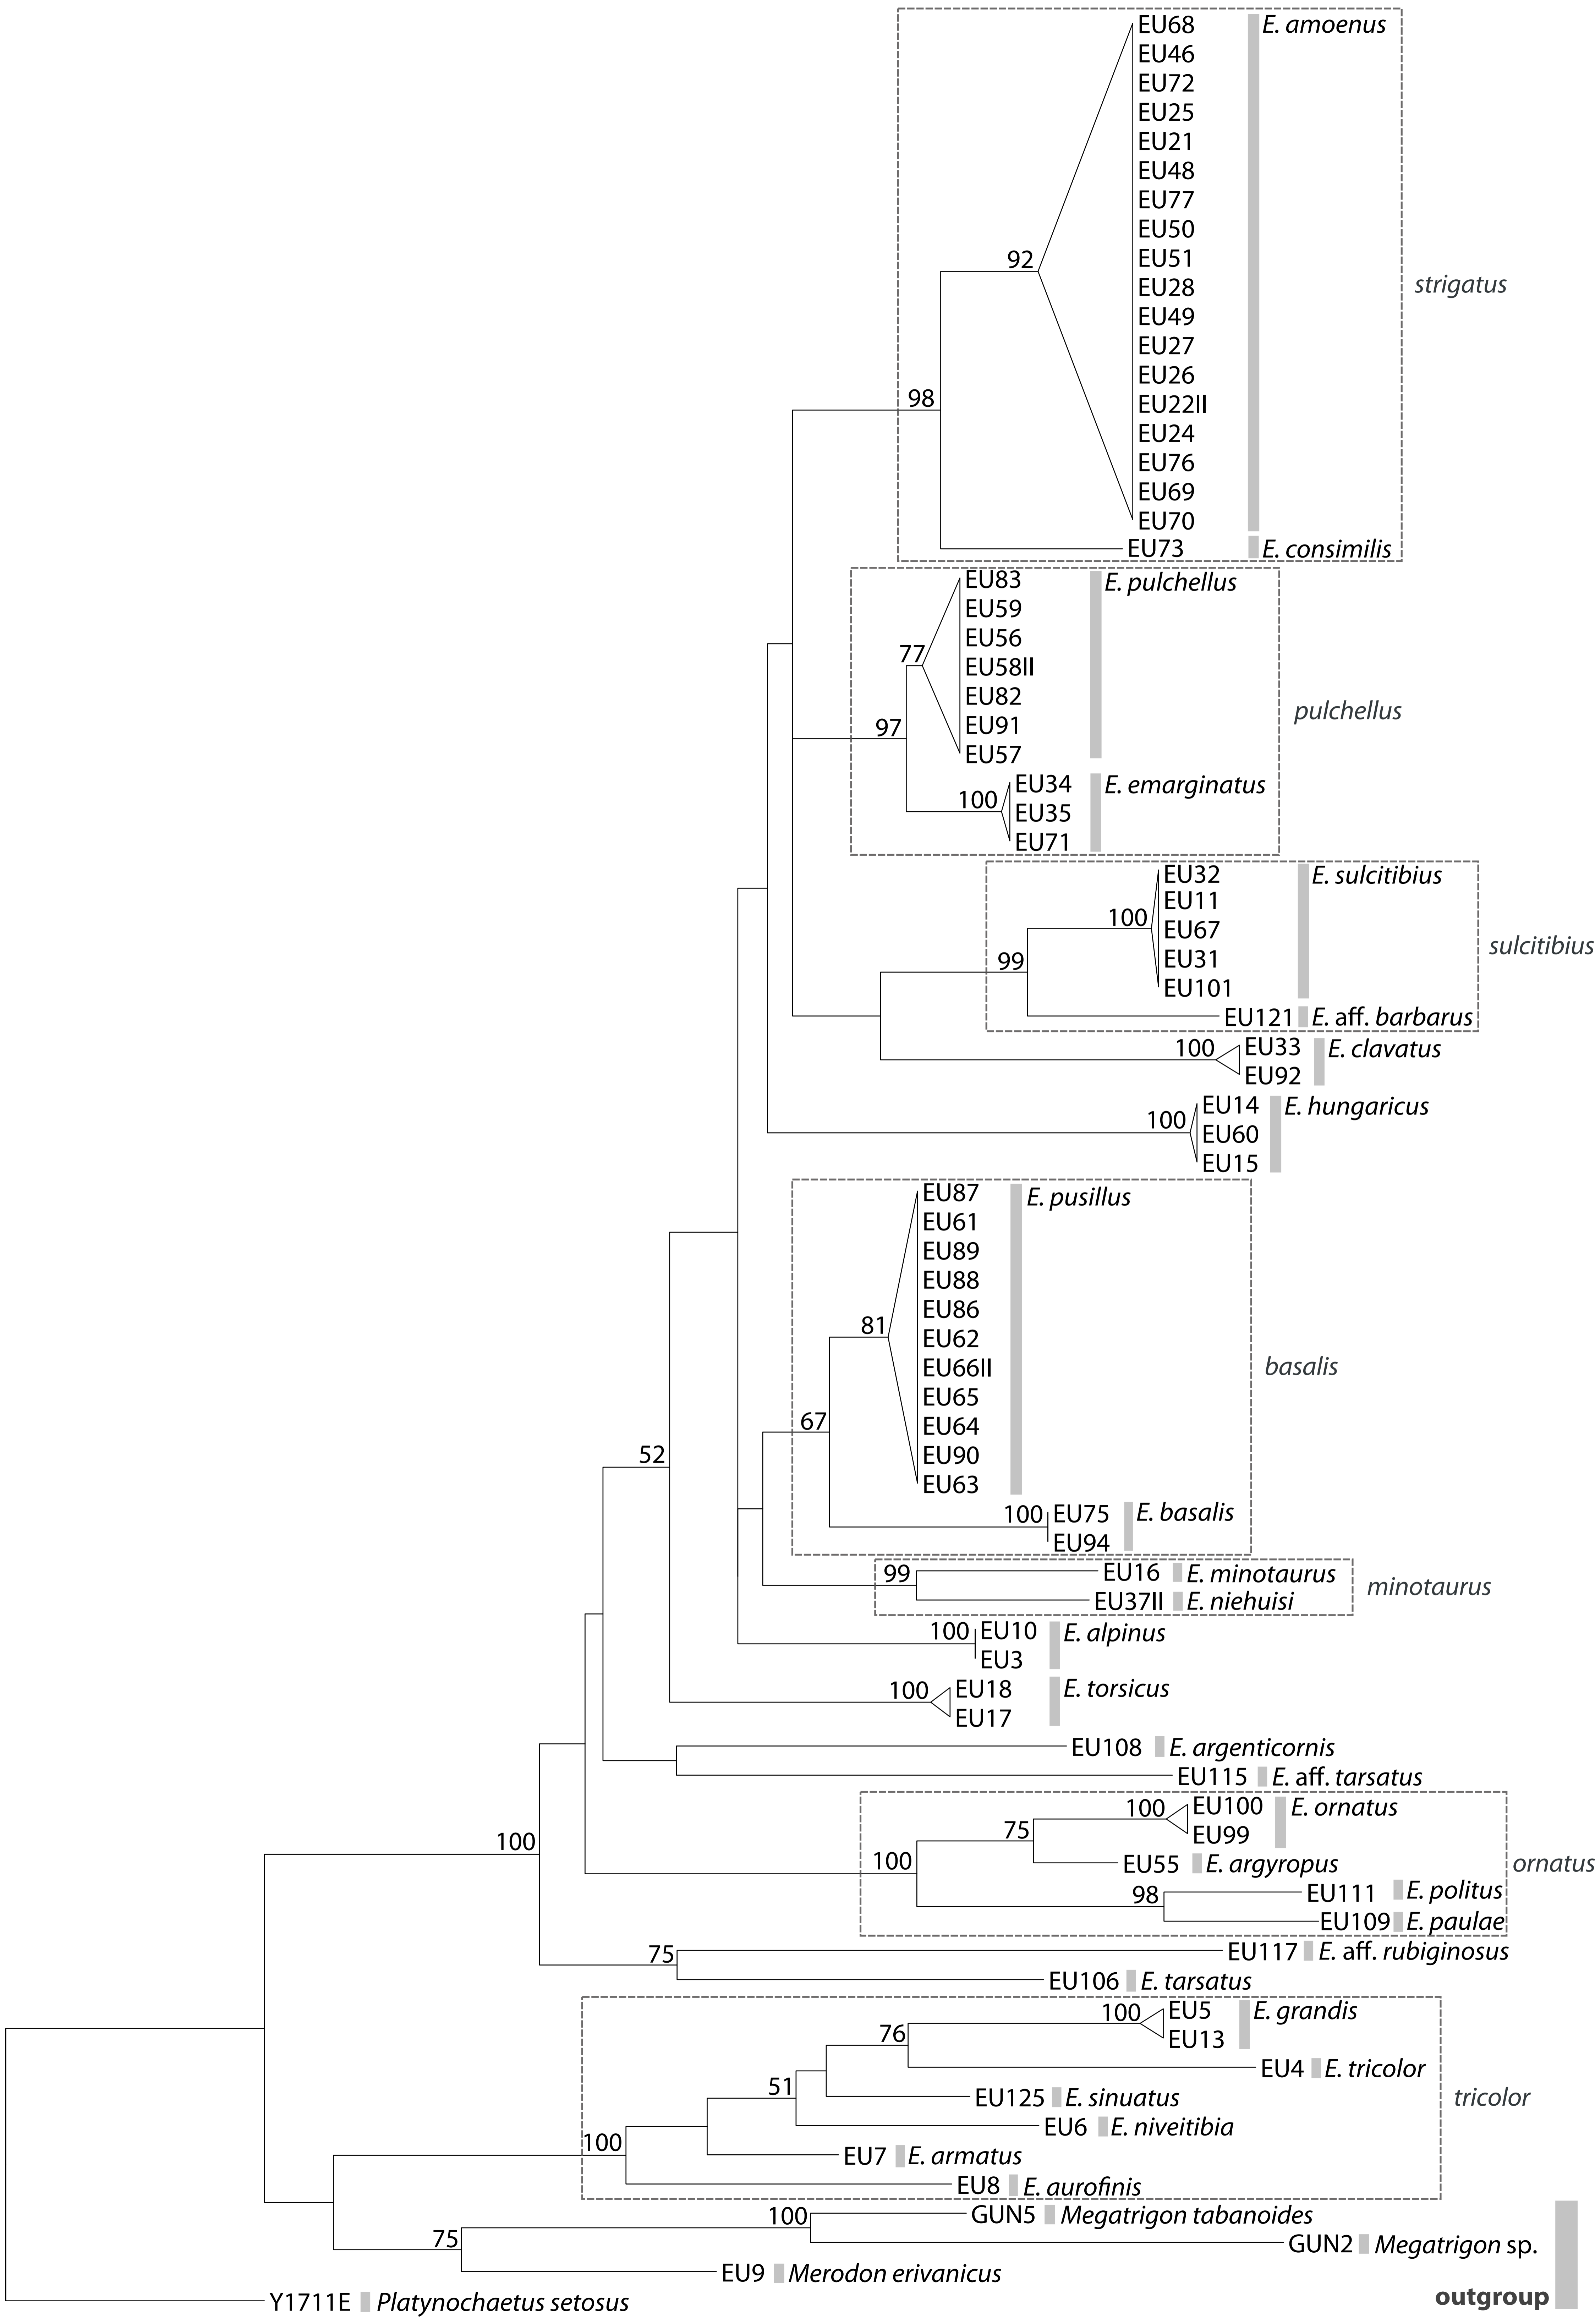 EU68 E. amoenus
EU46
EU72
EU25
EU21
EU48
EU77
EU50
EU51
92
EU28
strigatus
EU49
EU27
EU26
98
EU22II
EU24
EU76
EU69
EU70
EU73 E. consimilis
EU83 E. pulchellus
EU59
EU56
77
EU58II
EU82
pulchellus
97
EU91
EU57
EU34 E. emarginatus
100
EU35
EU71
EU32 E. sulcitibius
EU11
100
EU67
sulcitibius
99
EU31
EU101
EU121 E. aff. barbarus
100
EU33 E. clavatus
EU92
EU14 E. hungaricus
100
EU60
EU15
EU87 E. pusillus
EU61
EU89
EU88
EU86
81
EU62
EU66II
basalis
EU65
67
EU64
52
EU90
EU63
100
EU75 E. basalis
EU94
99
EU16 E. minotaurus
minotaurus
EU37II E. niehuisi
100
EU10 E. alpinus
EU3
100
EU18 E. torsicus
EU17
EU108 E. argenticornis
EU115 E. aff. tarsatus
100
EU100 E. ornatus
75
EU99
100
100
EU55 E. argyropus
ornatus
98
EU111 E. politus
EU109 E. paulae
75
EU117 E. aff. rubiginosus
EU106 E. tarsatus
100
EU5 E. grandis
76
EU13
EU4 E. tricolor
51
EU125 E. sinuatus
tricolor
EU6 E. niveitibia
100
EU7 E. armatus
EU8 E. aurofinis
100
GUN5 Megatrigon tabanoides
75
GUN2 Megatrigon sp.
EU9 Merodon erivanicus
outgroup
Y1711E Platynochaetus setosus